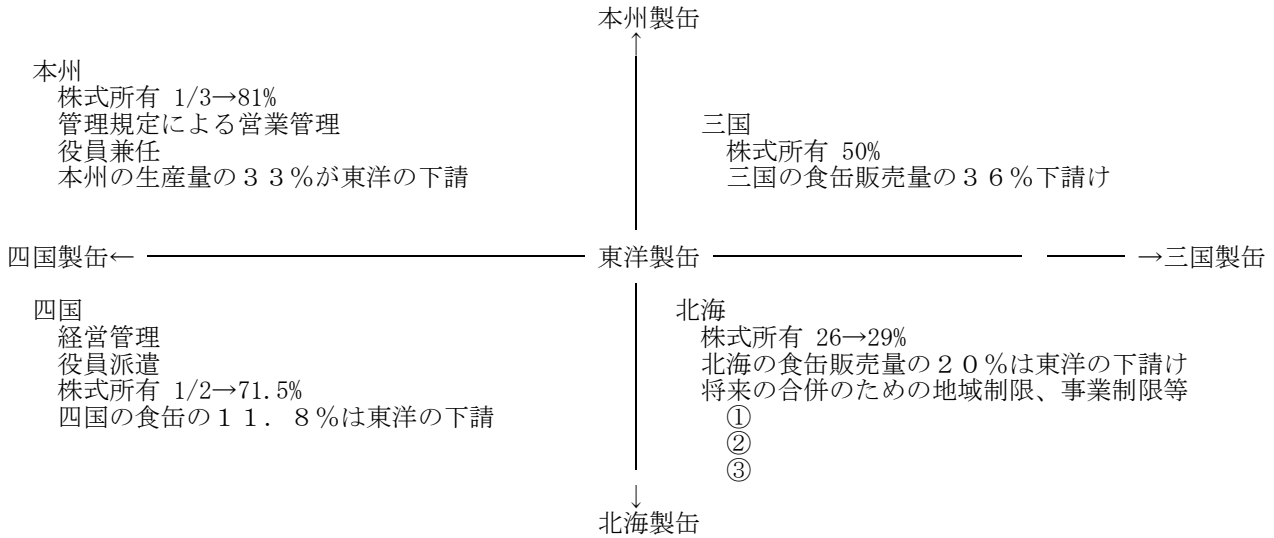 本州製缶
↑
本州
株式所有 1/3→81%
管理規定による営業管理
役員兼任
本州の生産量の33%が東洋の下請
三国
株式所有 50%
三国の食缶販売量の36%下請け
四国製缶← 東洋製缶 →三国製缶
四国
経営管理
役員派遣
株式所有 1/2→71.5%
四国の食缶の11.8%は東洋の下請
北海
株式所有 26→29%
北海の食缶販売量の20%は東洋の下請け
将来の合併のための地域制限、事業制限等
①
②
③
↓
北海製缶